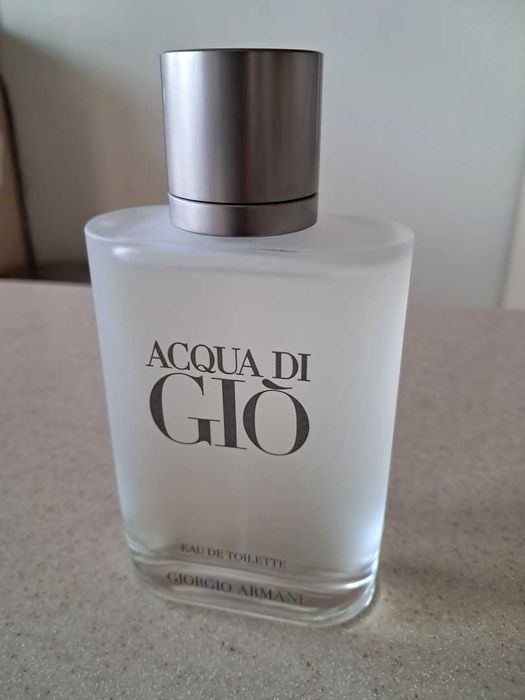 ACQUA DI
GIÒ
EAU DE TOILETTE
GIORGIO ARMANI